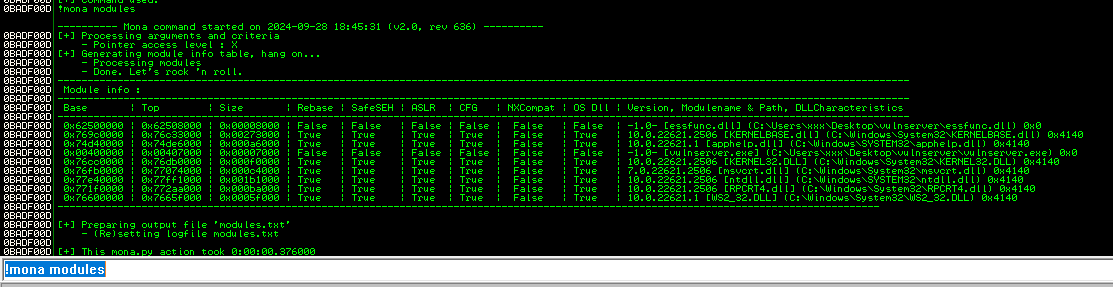 0BADF00D [+] Command used:
0BADF00D !mona modules
0BADF00D ---------- Mona command started on 2024-09-28 18:45:31 (v2.0, rev 636) ----------
0BADF00D [+] Processing arguments and criteria
0BADF00D - Pointer access level : X
0BADF00D [+] Generating module info table, hang on...
0BADF00D - Processing modules
0BADF00D - Done. Let's rock 'n roll.
0BADF00D
0BADF00D Module info :
0BADF00D
0BADF00D Base | Top | Size | Rebase | SafeSEH | ASLR | CFG | NXCompat | OS Dll | Version, Modulename & Path, DLLCharacteristics
0BADF00D
0BADF00D 0x62500000 | 0x62508000 | 0x00008000 | False | False | False | False | False | False | -1.0- [essfunc.dll] (C:\Users\xxx\Desktop\vulnserver\essfunc.dll) 0x0
0BADF00D 0x769c0000 | 0x76c33000 | 0x00273000 | True | True | True | True | False | True | 10.0.22621.2506 [KERNELBASE.dll] (C:\Windows\System32\KERNELBASE.dll) 0x4140
0BADF00D 0x74d40000 | 0x74de6000 | 0x000a6000 | True | True | True | True | False | True | 10.0.22621.1 [apphelp.dll] (C:\Windows\SYSTEM32\apphelp.dll) 0x4140
0BADF00D 0x00400000 | 0x00407000 | 0x00007000 | False | False | False | False | False | False | -1.0- [vulnserver.exe] (C:\Users\xxx\Desktop\vulnserver\vulnserver.exe) 0x0
0BADF00D 0x76cc0000 | 0x76db0000 | 0x000f0000 | True | True | True | True | False | True | 10.0.22621.2506 [KERNEL32.DLL] (C:\Windows\System32\KERNEL32.DLL) 0x4140
0BADF00D 0x76fb0000 | 0x77074000 | 0x000c4000 | True | True | True | True | False | True | 7.0.22621.2506 [msvcrt.dll] (C:\Windows\System32\msvcrt.dll) 0x4140
0BADF00D 0x77e40000 | 0x77ff1000 | 0x001b1000 | True | True | True | True | False | True | 10.0.22621.2506 [ntdll.dll] (C:\Windows\SYSTEM32\ntdll.dll) 0x4140
0BADF00D 0x771f0000 | 0x772aa000 | 0x000ba000 | True | True | True | True | False | True | 10.0.22621.2506 [RPCRT4.dll] (C:\Windows\System32\RPCRT4.dll) 0x4140
0BADF00D 0x76600000 | 0x7665f000 | 0x0005f000 | True | True | True | True | False | True | 10.0.22621.1 [WS2_32.DLL] (C:\Windows\System32\WS2_32.DLL) 0x4140
0BADF00D
0BADF00D
0BADF00D [+] Preparing output file 'modules.txt'
0BADF00D - (Re)setting logfile modules.txt
0BADF00D
0BADF00D [+] This mona.py action took 0:00:00.376000
!mona modules